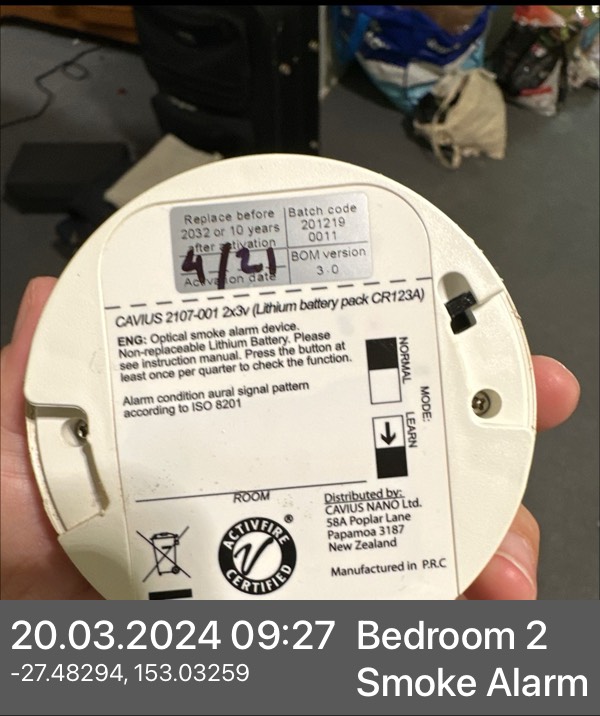 Replace before
2032 or 10 years
after activation
4/21
Activation date
Batch code
201219
0011
BOM version
3.0
CAVIUS 2107-001 2x3v (Lithium battery pack CR123A)
ENG: Optical smoke alarm device.
Non-replaceable Lithium Battery. Please
see instruction manual. Press the button at
least once per quarter to check the function.
Alarm condition aural signal pattern
according to ISO 8201
NORMAL
MODE:
LEARN
ROOM
ACTIVFIRE
®
CERTIFIED
Distributed by:
CAVIUS NANO Ltd.
58A Poplar Lane
Papamoa 3187
New Zealand
Manufactured in P.R.C
20.03.2024 09:27
-27.48294, 153.03259
Bedroom 2
Smoke Alarm